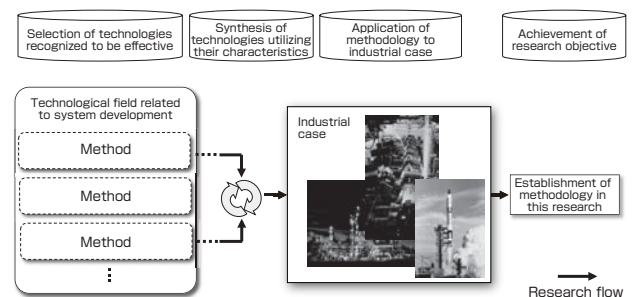 Selection of technologies
recognized to be effective
Synthesis of
technologies utilizing
their characteristics
Application of
methodology to
industrial case
Achievement of
research objective
Technological field related
to system development
Method
Method
Method
Industrial
case
Establishment of
methodology in
this research
Research flow